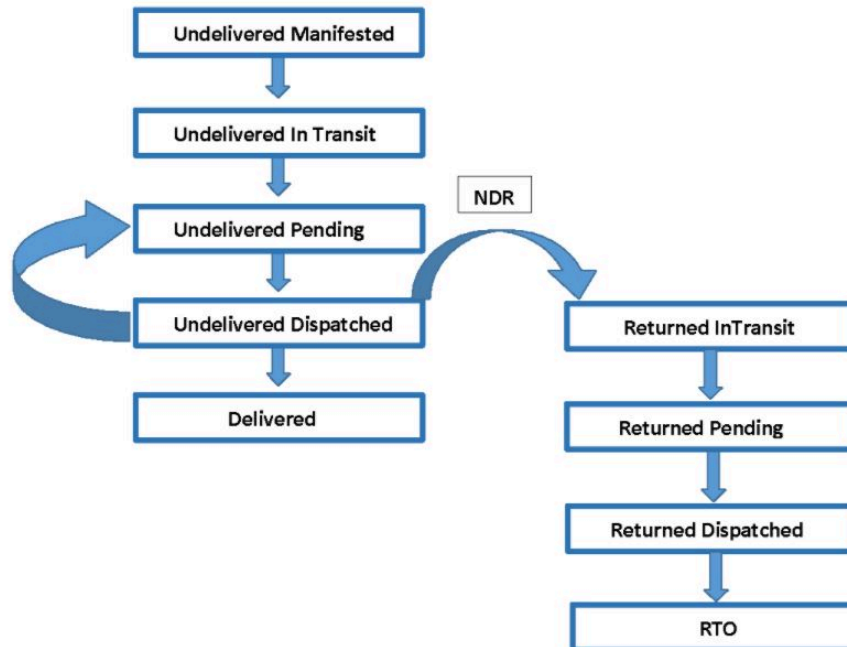 Undelivered Manifested
Undelivered In Transit
Undelivered Pending
Undelivered Dispatched
Delivered
NDR
Returned InTransit
Returned Pending
Returned Dispatched
RTO